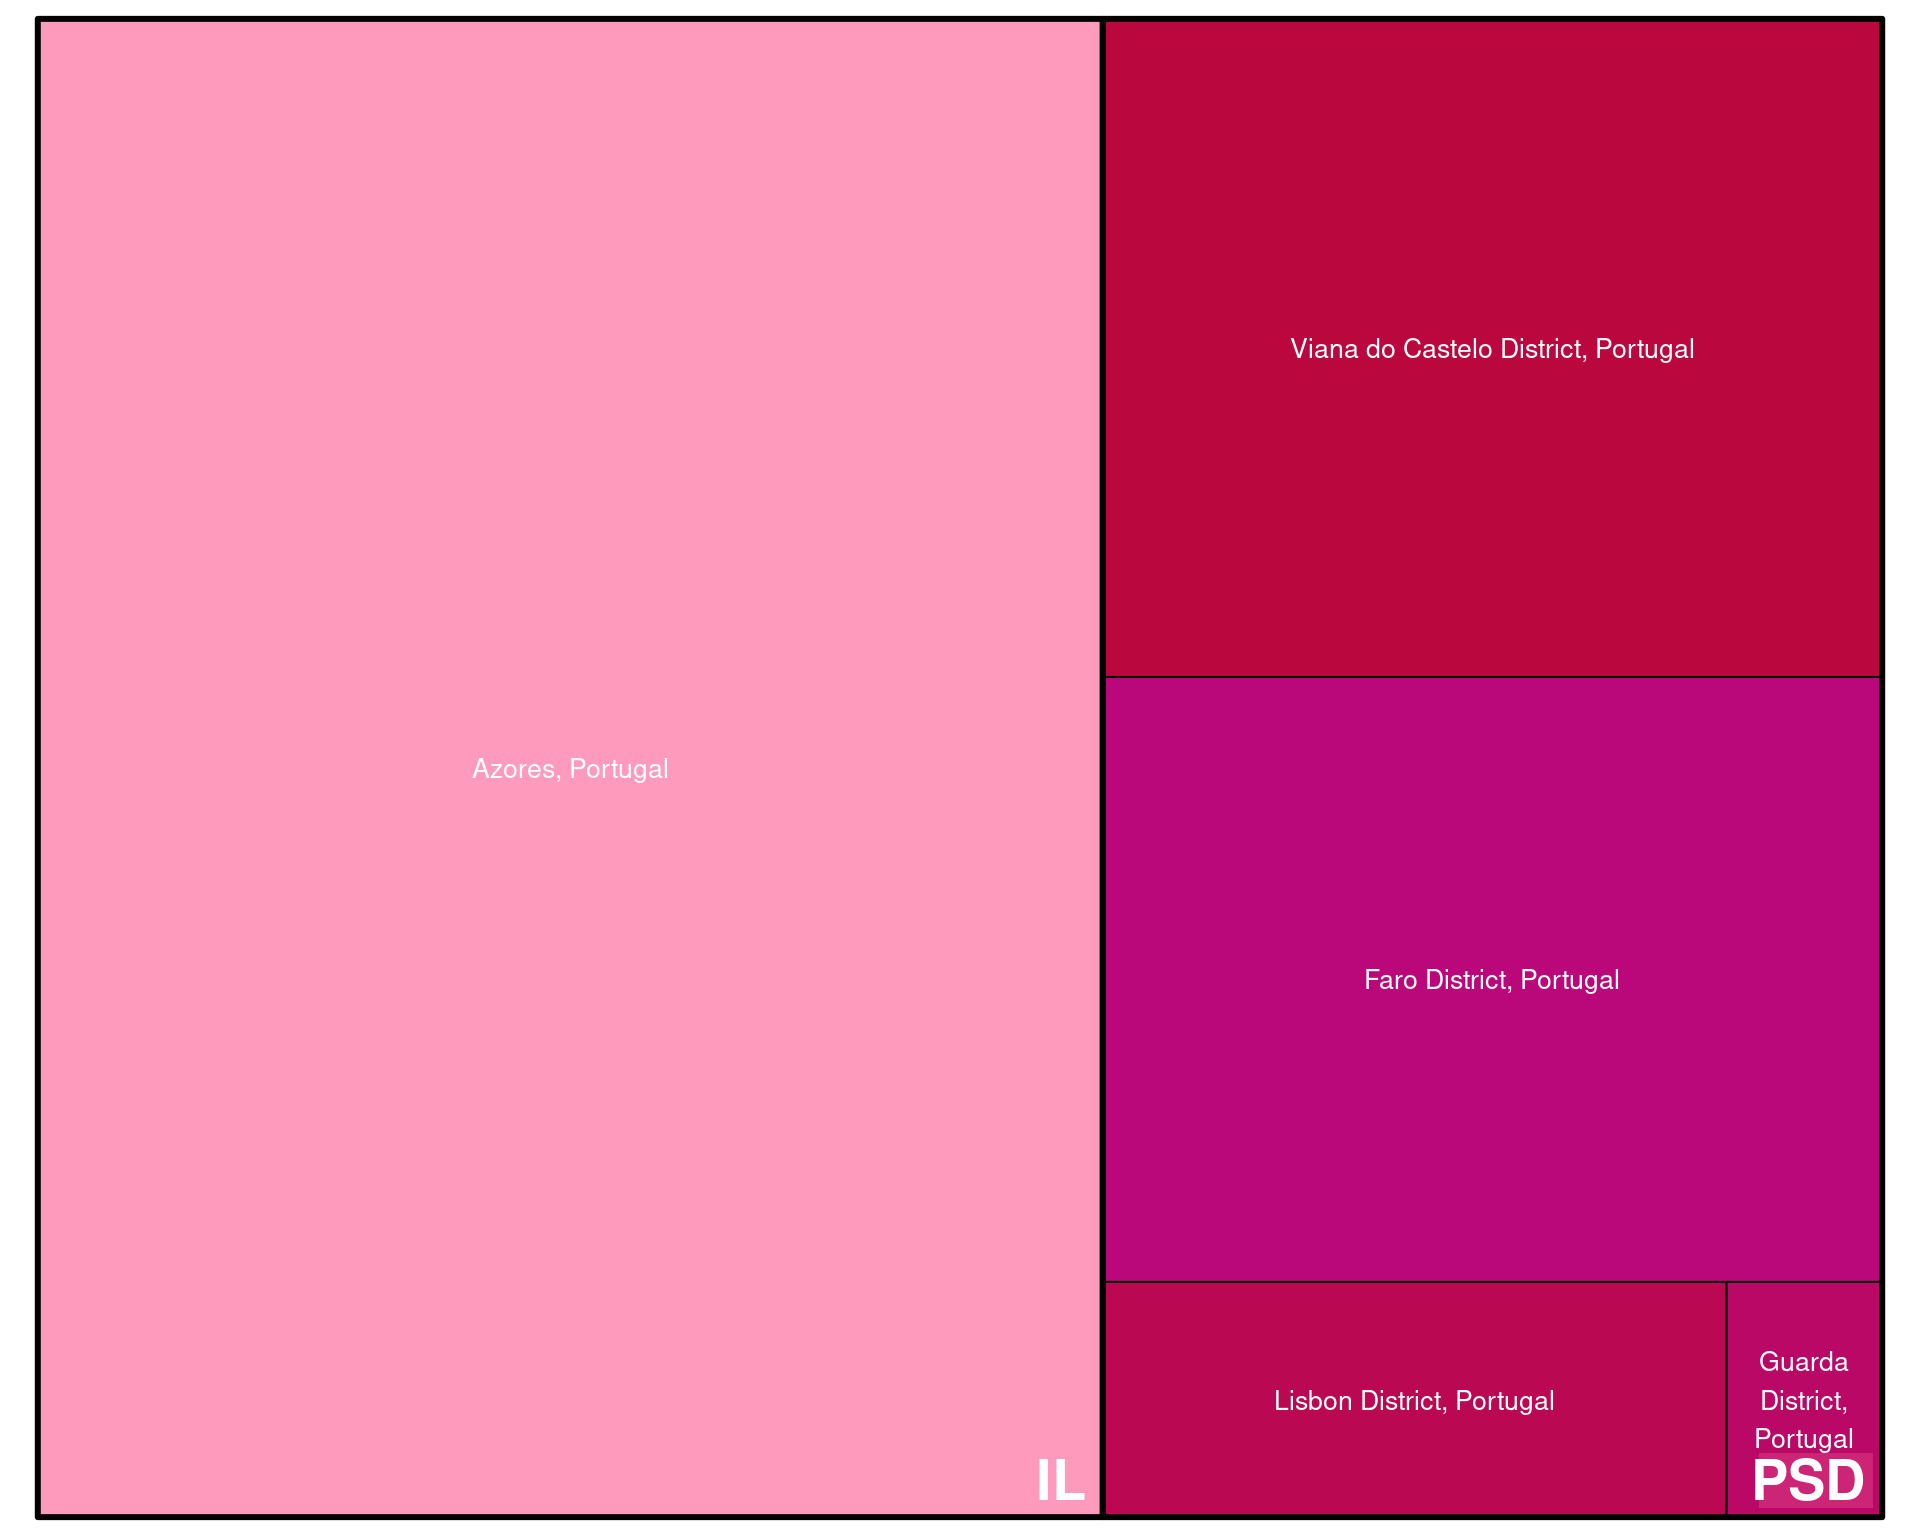 Azores, Portugal
IL
Viana do Castelo District, Portugal
Faro District, Portugal
Lisbon District, Portugal
Guarda
District,
Portugal
PSD